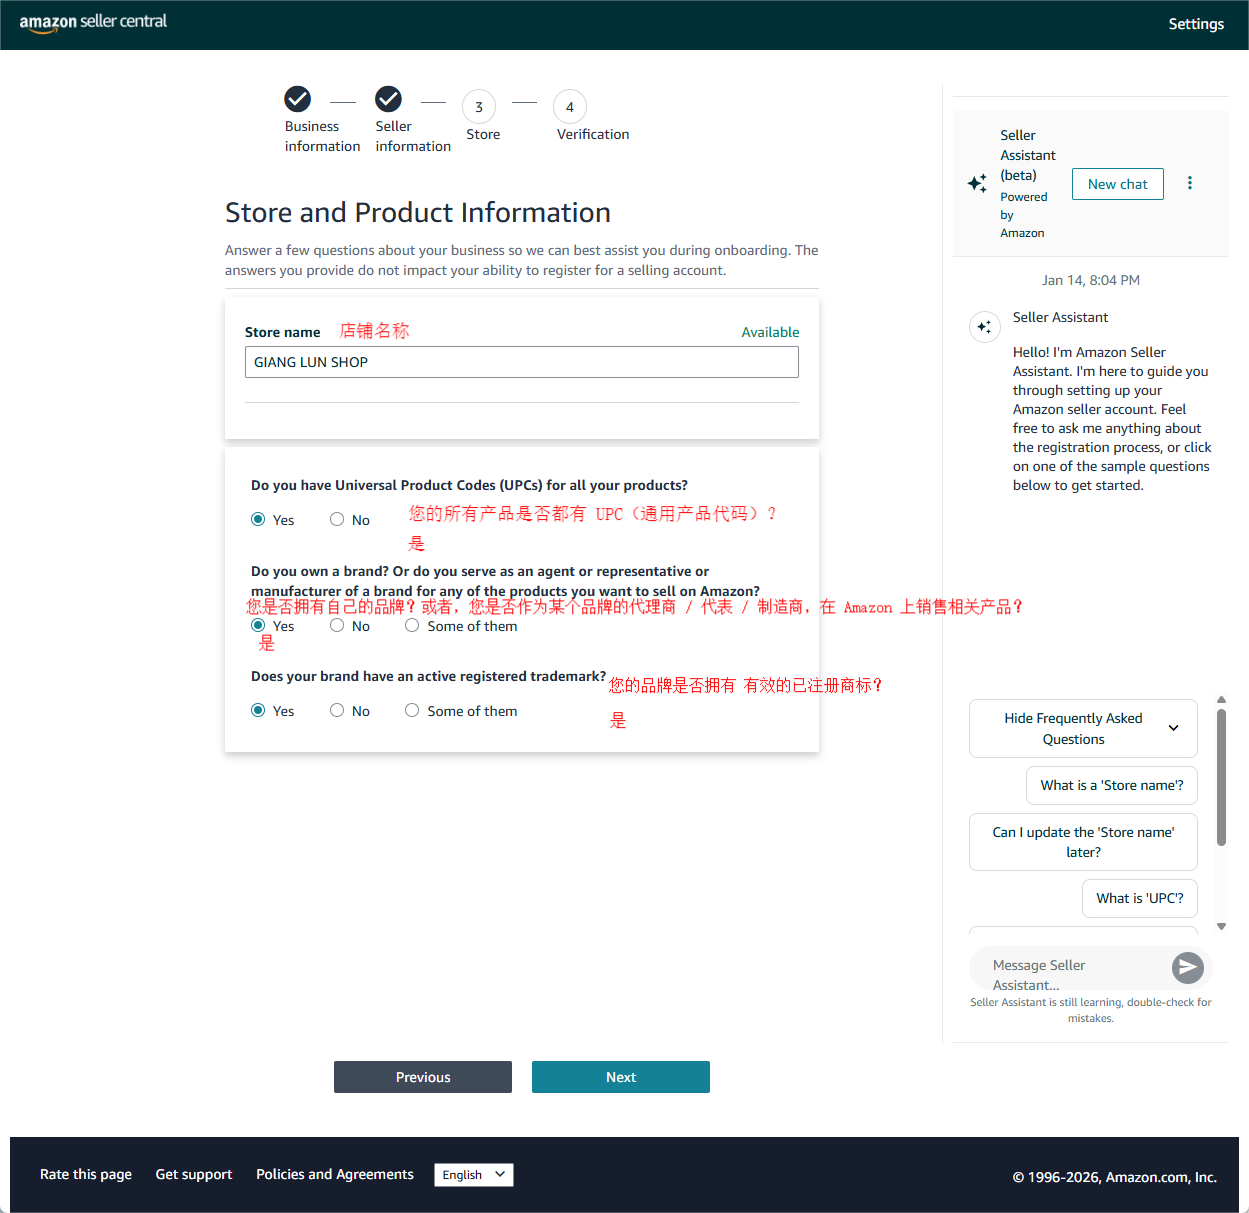 amazon seller central
Settings
3
4
Business
information
Seller
information
Store
Verification
Store and Product Information
Answer a few questions about your business so we can best assist you during onboarding. The
answers you provide do not impact your ability to register for a selling account.
Store name
店铺名称
Available
GIANG LUN SHOP
Do you have Universal Product Codes (UPCs) for all your products?
Yes
No
您的所有产品是否都有 UPC（通用产品代码）？
是
Do you own a brand? Or do you serve as an agent or representative or
manufacturer of a brand for any of the products you want to sell on Amazon?
您是否拥有自己的品牌？或者，您是否作为某个品牌的代理商 / 代表 / 制造商，在 Amazon 上销售相关产品？
Yes
No
Some of them
是
Does your brand have an active registered trademark?
您的品牌是否拥有 有效的已注册商标？
Yes
No
Some of them
是
Previous
Next
Seller
Assistant
(beta)
Powered
by
Amazon
New chat
Jan 14, 8:04 PM
Seller Assistant
Hello! I'm Amazon Seller
Assistant. I'm here to guide you
through setting up your
Amazon seller account. Feel
free to ask me anything about
the registration process, or click
on one of the sample questions
below to get started.
Hide Frequently Asked
Questions
What is a 'Store name'?
Can I update the 'Store name'
later?
What is 'UPC'?
Message Seller
Assistant...
Seller Assistant is still learning, double-check for
mistakes.
Rate this page
Get support
Policies and Agreements
English
© 1996-2026, Amazon.com, Inc.